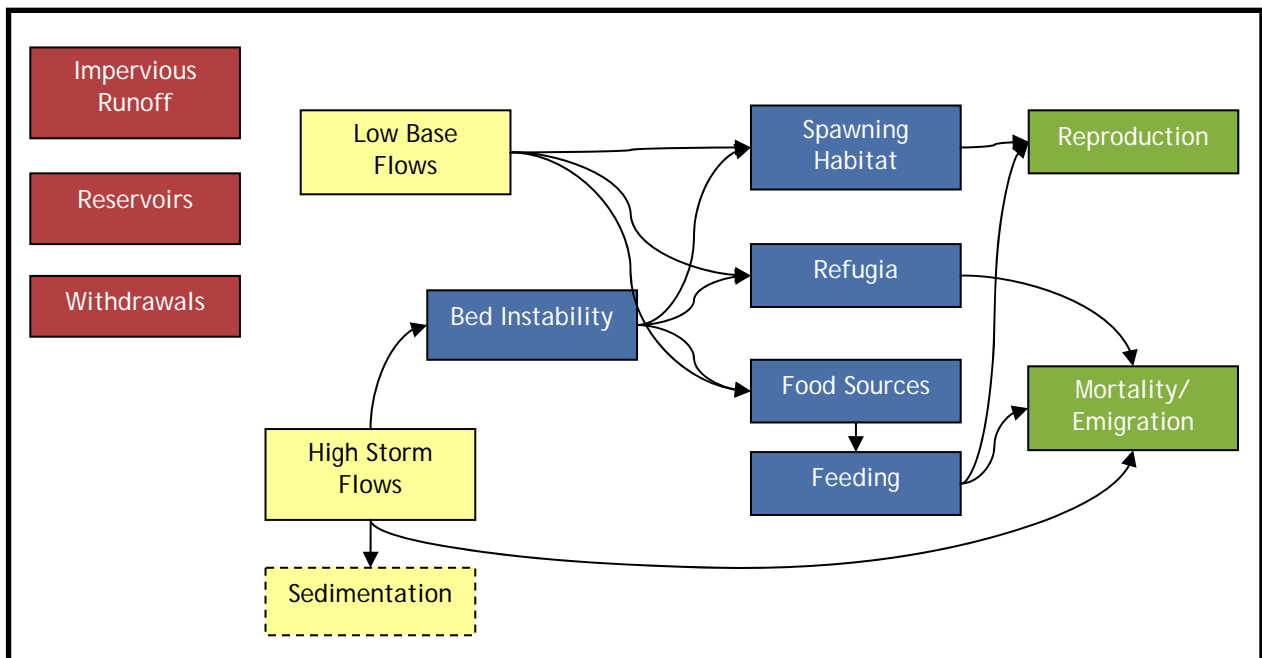 Impervious
Runoff
Reservoirs
Withdrawals
Low Base
Flows
Bed Instability
High Storm
Flows
Sedimentation
Spawning
Habitat
Refugia
Food Sources
Feeding
Reproduction
Mortality/
Emigration